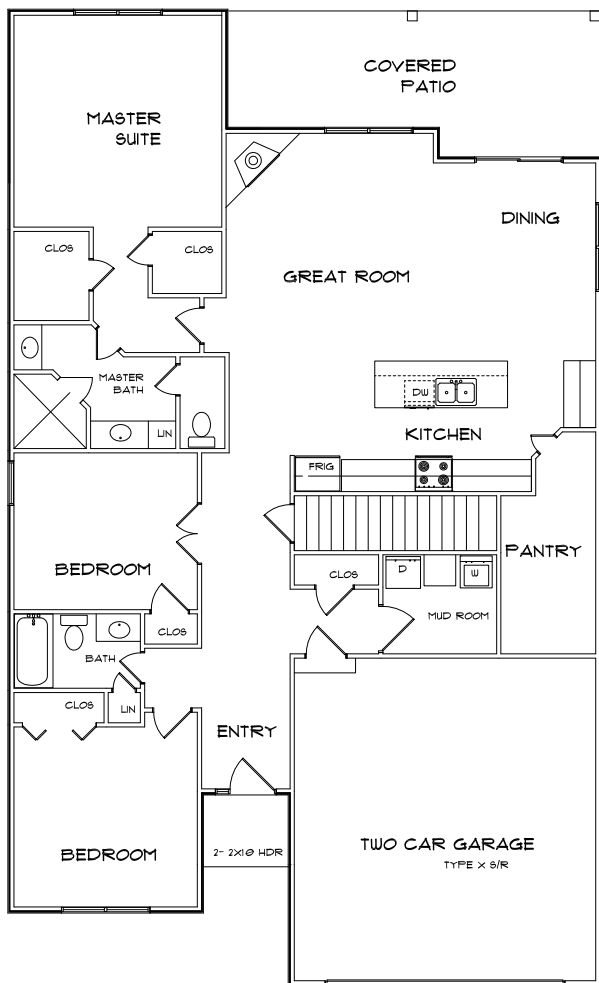 COVERED
PATIO
MASTER
SUITE
DINING
CLOS
CLOS
GREAT ROOM
MASTER
BATH
DW
LIN
KITCHEN
FRIG
PANTRY
BEDROOM
CLOS
D
W
MUD ROOM
CLOS
BATH
CLOS
LIN
ENTRY
TWO CAR GARAGE
TYPE X S/R
2- 2X10 HDR
BEDROOM